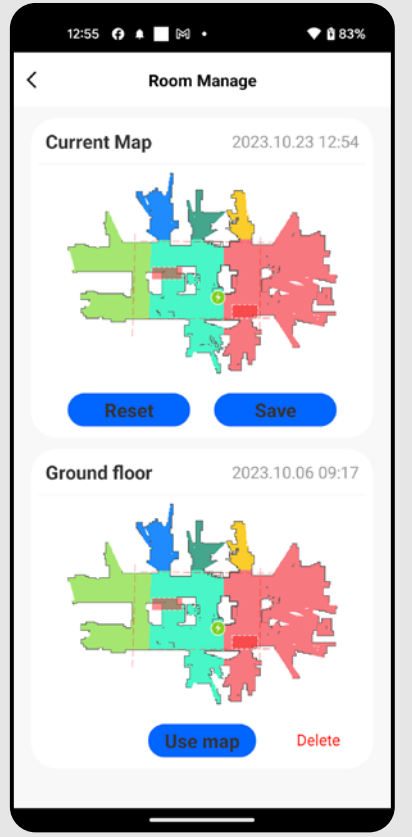 12:55 83%
Room Manage
Current Map 2023.10.23 12:54
Reset Save
Ground floor 2023.10.06 09:17
Use map Delete